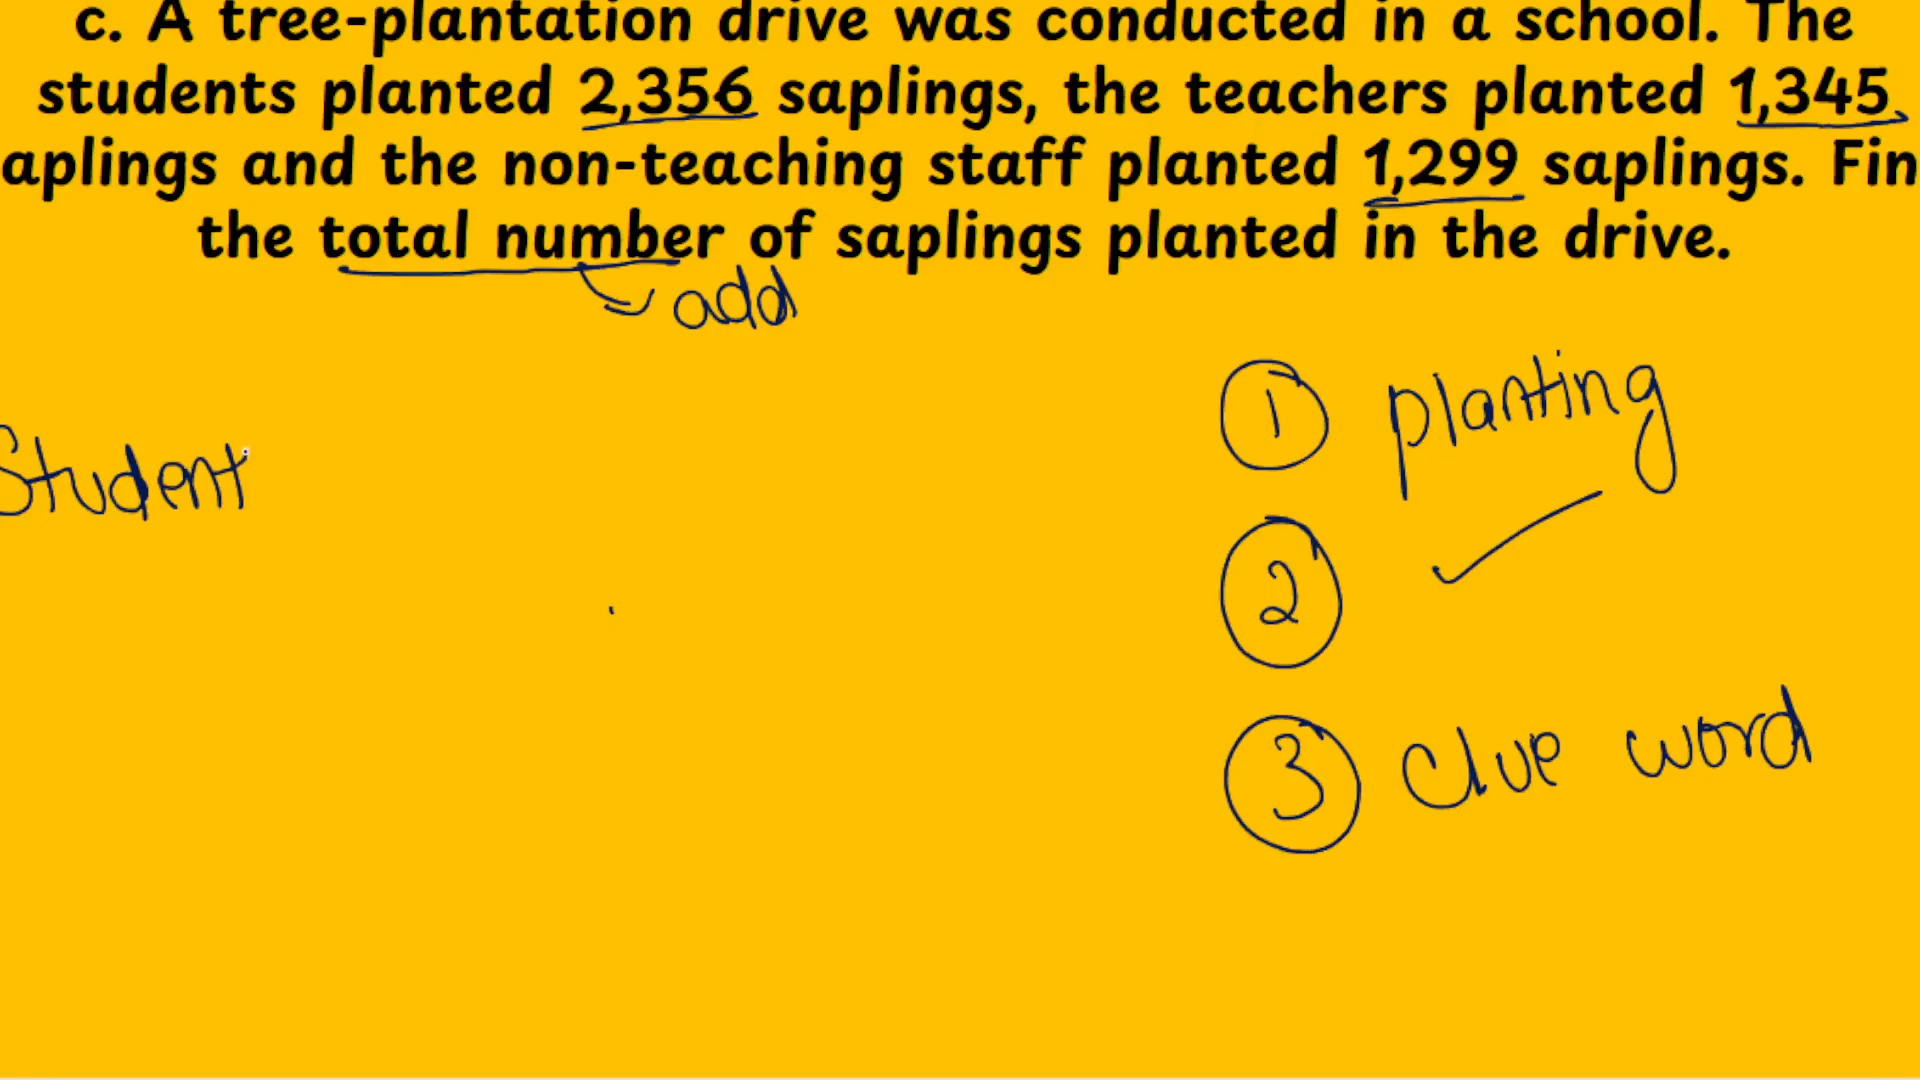 c. A tree-plantation drive was conducted in a school. The
students planted 2,356 saplings, the teachers planted 1,345
aplings and the non-teaching staff planted 1,299 saplings. Fin
the total number of saplings planted in the drive.
add
1 planting
Student
2
3 Clue word